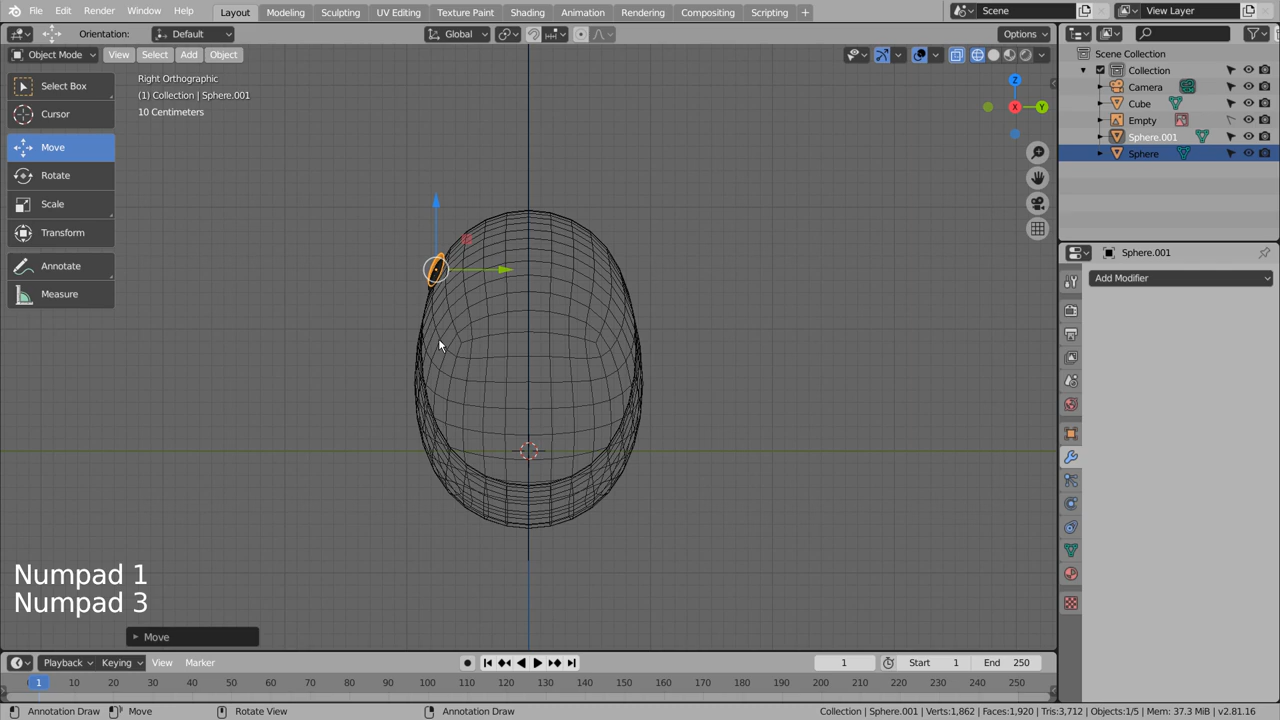 File Edit Render Window Help Layout Modeling Sculpting UV Editing Texture Paint Shading Animation Rendering Compositing Scripting + Scene View Layer
Orientation: Default Global Options
Object Mode View Select Add Object
Select Box
Cursor
Move
Rotate
Scale
Transform
Annotate
Measure
Right Orthographic
(1) Collection | Sphere.001
10 Centimeters
Z
X
Y
Scene Collection
Collection
Camera
Cube
Empty
Sphere.001
Sphere
Sphere.001
Add Modifier
Numpad 1
Numpad 3
Move
Playback Keying View Marker 1 Start 1 End 250
1 10 20 30 40 50 60 70 80 90 100 110 120 130 140 150 160 170 180 190 200 210 220 230 240 250
Annotation Draw Move Rotate View Annotation Draw Collection | Sphere.001 | Verts:1,862 | Faces:1,920 | Tris:3,712 | Objects:1/5 | Mem: 37.3 MiB | v2.81.16